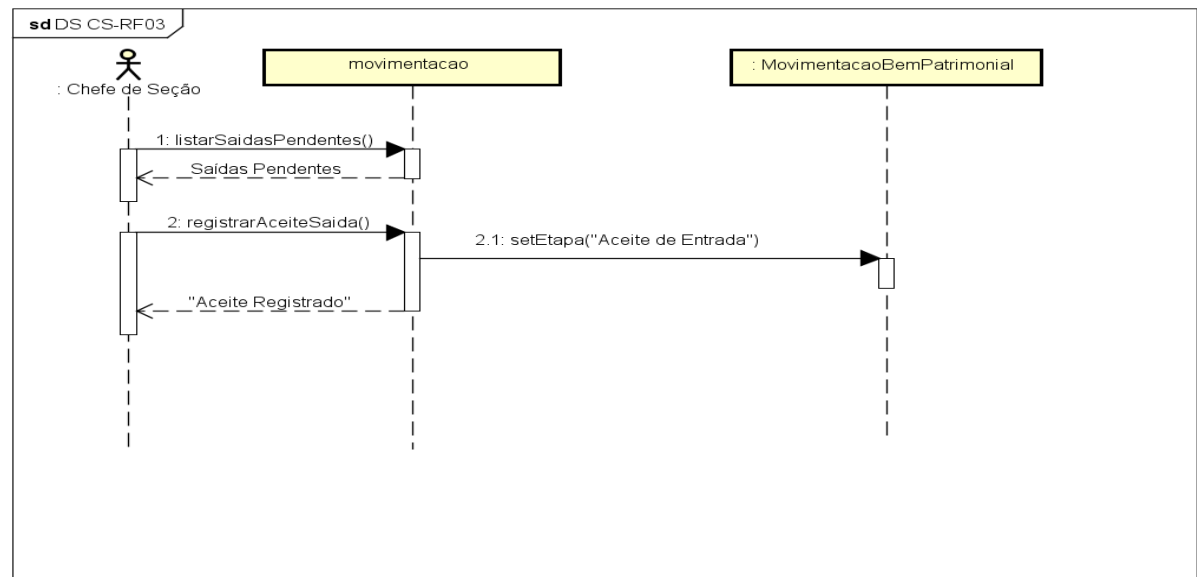 sd DS CS-RF03
: Chefe de Seção
movimentacao
: MovimentacaoBemPatrimonial
1: listarSaidasPendentes()
Saídas Pendentes
2: registrarAceiteSaida()
2.1: setEtapa("Aceite de Entrada")
"Aceite Registrado"